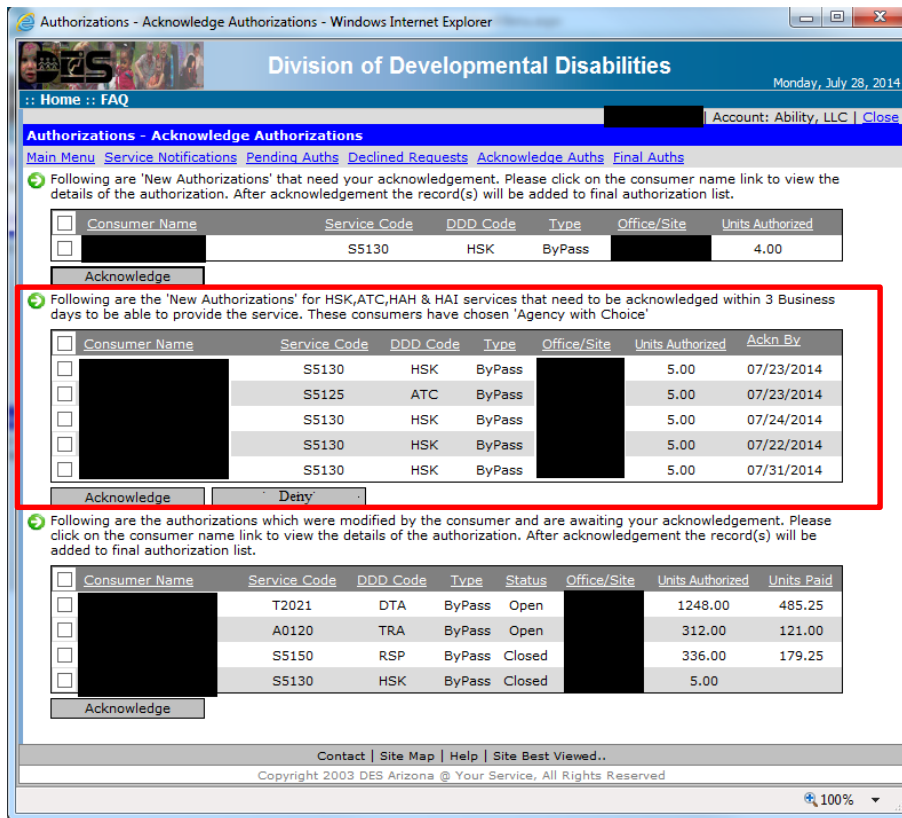 Authorizations - Acknowledge Authorizations - Windows Internet Explorer
DES
Division of Developmental Disabilities
Monday, July 28, 2014
:: Home :: FAQ
| Account: Ability, LLC | Close
Authorizations - Acknowledge Authorizations
Main Menu Service Notifications Pending Auths Declined Requests Acknowledge Auths Final Auths
Following are 'New Authorizations' that need your acknowledgement. Please click on the consumer name link to view the
details of the authorization. After acknowledgement the record(s) will be added to final authorization list.
Consumer Name Service Code DDD Code Type Office/Site Units Authorized
S5130 HSK ByPass 4.00
Acknowledge
Following are the 'New Authorizations' for HSK,ATC,HAH & HAI services that need to be acknowledged within 3 Business
days to be able to provide the service. These consumers have chosen 'Agency with Choice'
Consumer Name Service Code DDD Code Type Office/Site Units Authorized Ackn By
S5130 HSK ByPass 5.00 07/23/2014
S5125 ATC ByPass 5.00 07/23/2014
S5130 HSK ByPass 5.00 07/24/2014
S5130 HSK ByPass 5.00 07/22/2014
S5130 HSK ByPass 5.00 07/31/2014
Acknowledge Deny
Following are the authorizations which were modified by the consumer and are awaiting your acknowledgement. Please
click on the consumer name link to view the details of the authorization. After acknowledgement the record(s) will be
added to final authorization list.
Consumer Name Service Code DDD Code Type Status Office/Site Units Authorized Units Paid
T2021 DTA ByPass Open 1248.00 485.25
A0120 TRA ByPass Open 312.00 121.00
S5150 RSP ByPass Closed 336.00 179.25
S5130 HSK ByPass Closed 5.00
Acknowledge
Contact | Site Map | Help | Site Best Viewed..
Copyright 2003 DES Arizona @ Your Service, All Rights Reserved
100%